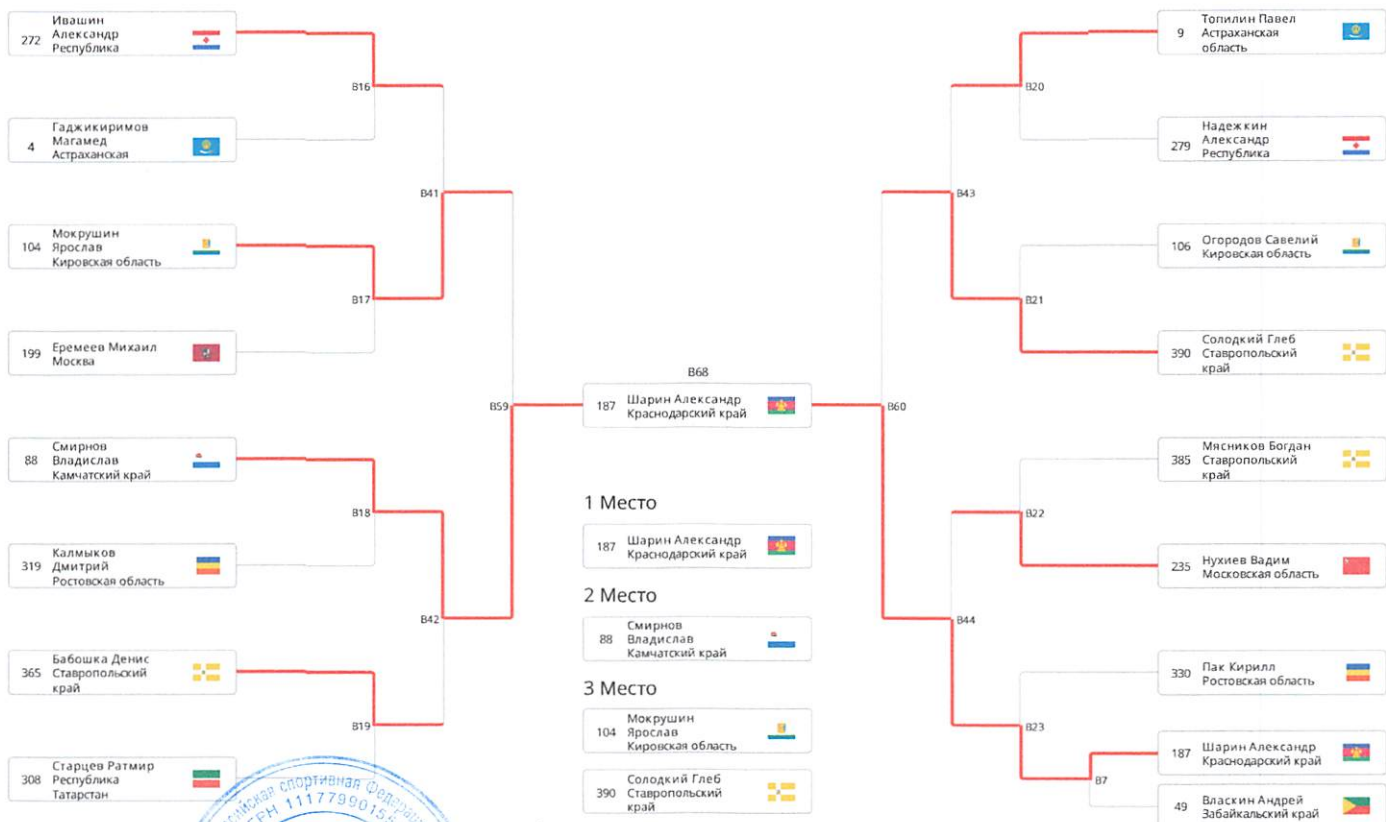 272
Ивашин
Александр
Республика
B16
4
Гаджикиримов
Магамед
Астраханская
B41
104
Мокрушин
Ярослав
Кировская область
B17
199
Еремеев Михаил
Москва
B59
88
Смирнов
Владислав
Камчатский край
B18
319
Калмыков
Дмитрий
Ростовская область
B42
365
Бабошка Денис
Ставропольский
край
B19
308
Старцев Ратмир
Республика
Татарстан
B68
187
Шарин Александр
Краснодарский край
1 Место
187
Шарин Александр
Краснодарский край
2 Место
88
Смирнов
Владислав
Камчатский край
3 Место
104
Мокрушин
Ярослав
Кировская область
390
Солодкий Глеб
Ставропольский
край
9
Топилин Павел
Астраханская
область
B20
279
Надежкин
Александр
Республика
B43
106
Огородов Савелий
Кировская область
B21
390
Солодкий Глеб
Ставропольский
край
B60
385
Мясников Богдан
Ставропольский
край
B22
235
Нухиев Вадим
Московская область
B44
330
Пак Кирилл
Ростовская область
B23
187
Шарин Александр
Краснодарский край
B7
49
Власкин Андрей
Забайкальский край
спортивная